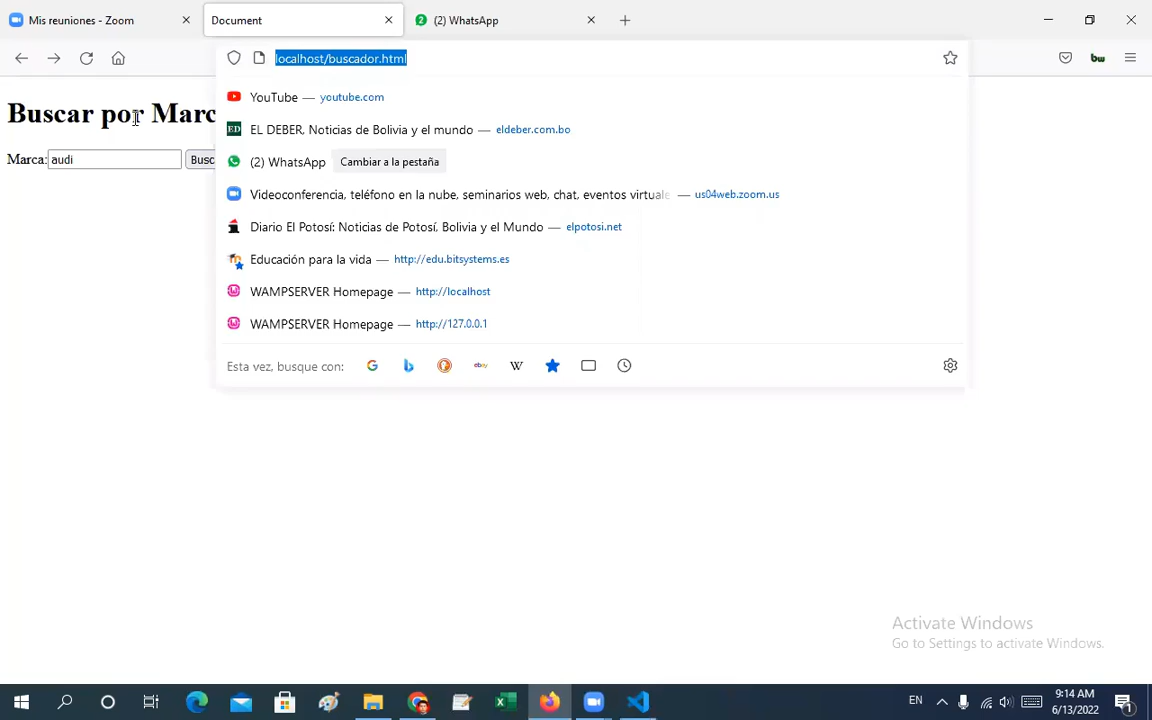 Mis reuniones - Zoom
Document
(2) WhatsApp
localhost/buscador.html
YouTube — youtube.com
Buscar por Marc
EL DEBER, Noticias de Bolivia y el mundo — eldeber.com.bo
Marca: audi Busc
(2) WhatsApp Cambiar a la pestaña
Videoconferencia, teléfono en la nube, seminarios web, chat, eventos virtuale — us04web.zoom.us
Diario El Potosí: Noticias de Potosí, Bolivia y el Mundo — elpotosi.net
Educación para la vida — http://edu.bitsystems.es
WAMPSERVER Homepage — http://localhost
WAMPSERVER Homepage — http://127.0.0.1
Esta vez, busque con:
Activate Windows
Go to Settings to activate Windows.
EN
9:14 AM
6/13/2022